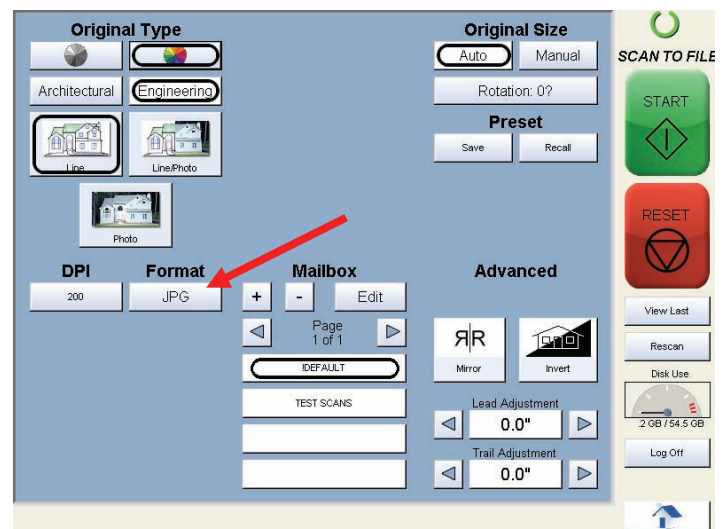 Original Type
Architectural
Engineering
Line
Line/Photo
Photo
DPI
200
Format
JPG
Original Size
Auto
Manual
Rotation: 0?
Preset
Save
Recall
Mailbox
+
-
Edit
Page
1 of 1
!DEFAULT
TEST SCANS
Advanced
ЯR
Mirror
Invert
Lead Adjustment
0.0"
Trail Adjustment
0.0"
SCAN TO FILE
START
RESET
View Last
Rescan
Disk Use
.2 GB / 54.5 GB
Log Off